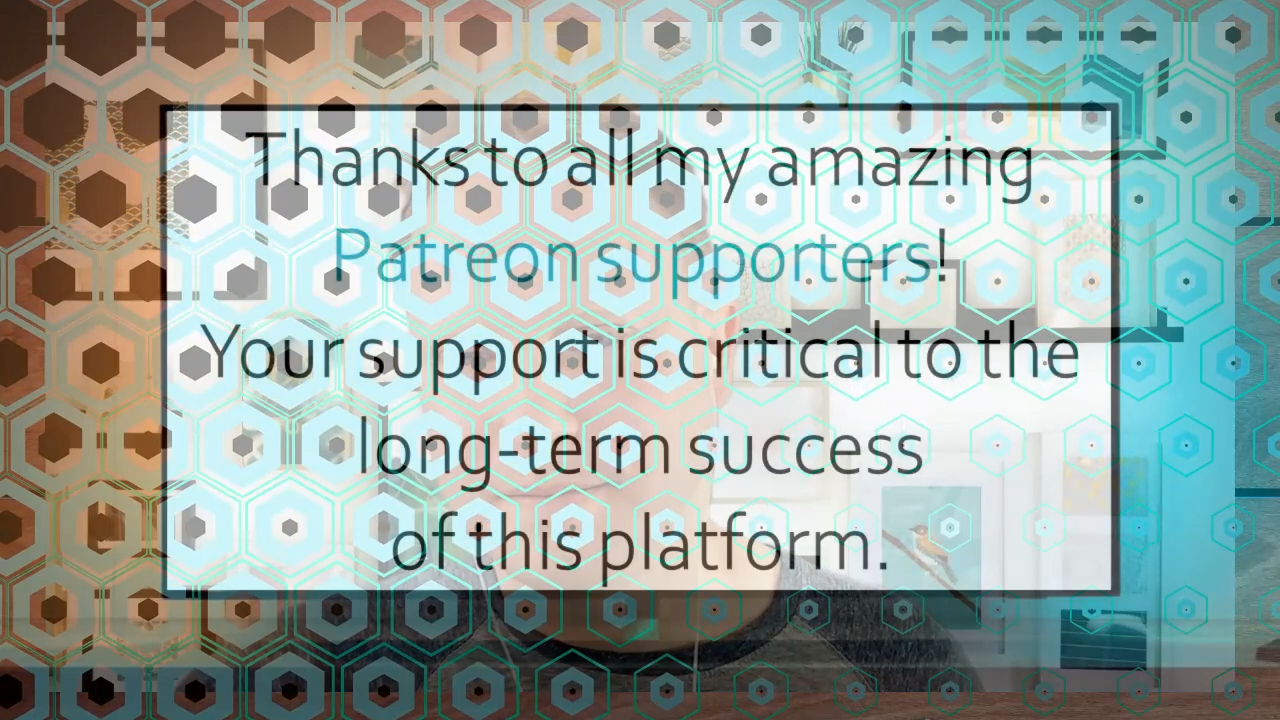 Thanks to all my amazing
Patreon supporters!
Your support is critical to the
long-term success
of this platform.